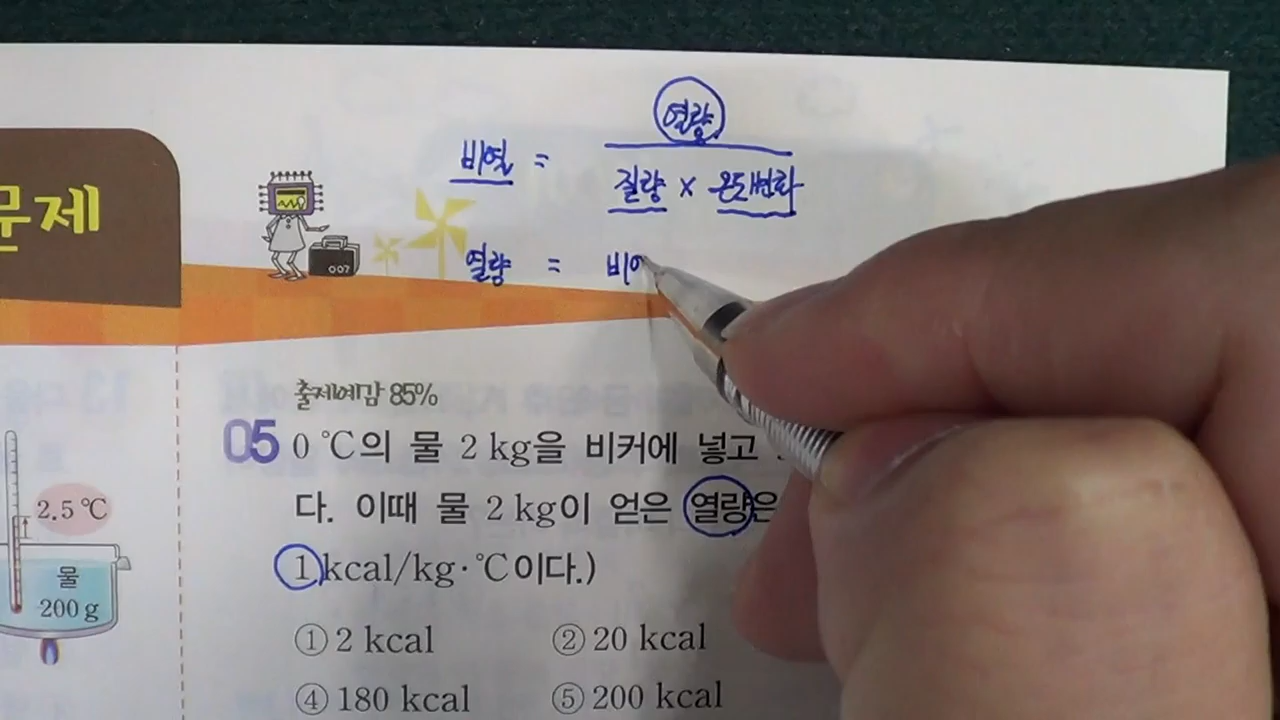 비열 = 열량
질량 × 온도변화
열량 = 비
문제
007
출제예감 85%
05 0 ℃의 물 2 kg을 비커에 넣고
다. 이때 물 2 kg이 얻은 열량은
1 kcal/kg·℃이다.)
① 2 kcal ② 20 kcal
④ 180 kcal ⑤ 200 kcal
2.5 ℃
물
200 g